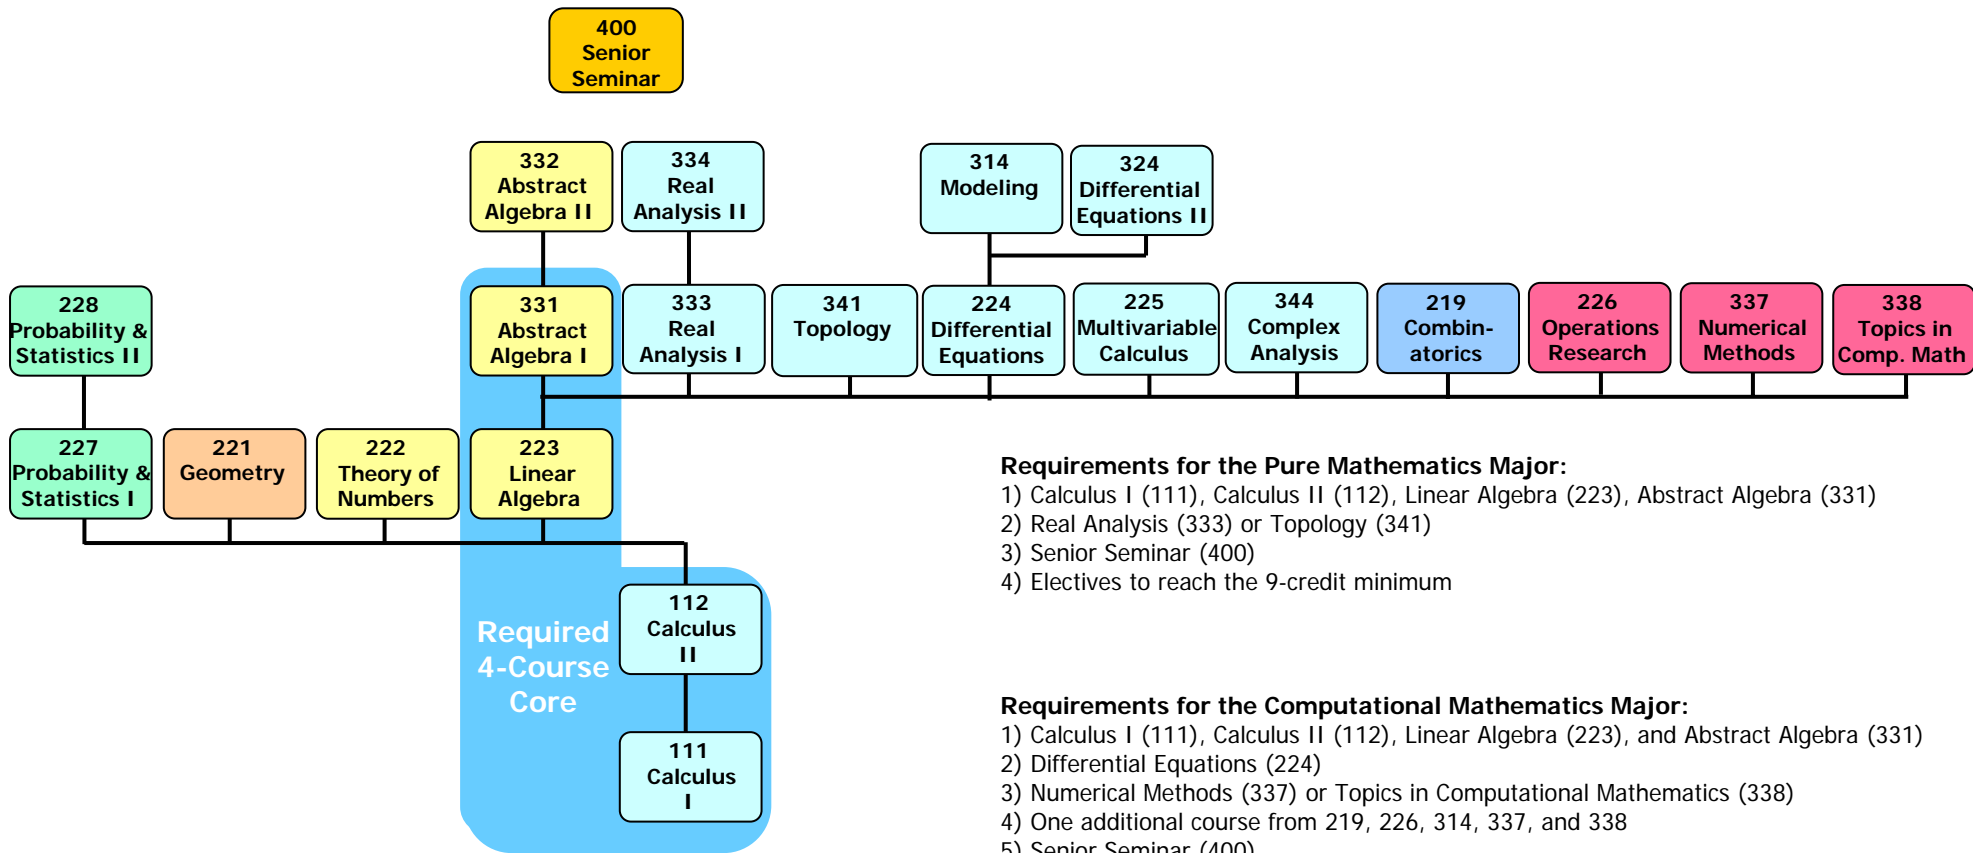 400
Senior
Seminar
332
Abstract
Algebra II
334
Real
Analysis II
314
Modeling
324
Differential
Equations II
228
Probability &
Statistics II
331
Abstract
Algebra I
333
Real
Analysis I
341
Topology
224
Differential
Equations
225
Multivariable
Calculus
344
Complex
Analysis
219
Combin-
atorics
226
Operations
Research
337
Numerical
Methods
338
Topics in
Comp. Math
227
Probability &
Statistics I
221
Geometry
222
Theory of
Numbers
223
Linear
Algebra
112
Calculus
II
Required
4-Course
Core
111
Calculus
I
Requirements for the Pure Mathematics Major:
1) Calculus I (111), Calculus II (112), Linear Algebra (223), Abstract Algebra (331)
2) Real Analysis (333) or Topology (341)
3) Senior Seminar (400)
4) Electives to reach the 9-credit minimum
Requirements for the Computational Mathematics Major:
1) Calculus I (111), Calculus II (112), Linear Algebra (223), and Abstract Algebra (331)
2) Differential Equations (224)
3) Numerical Methods (337) or Topics in Computational Mathematics (338)
4) One additional course from 219, 226, 314, 337, and 338
5) Senior Seminar (400)